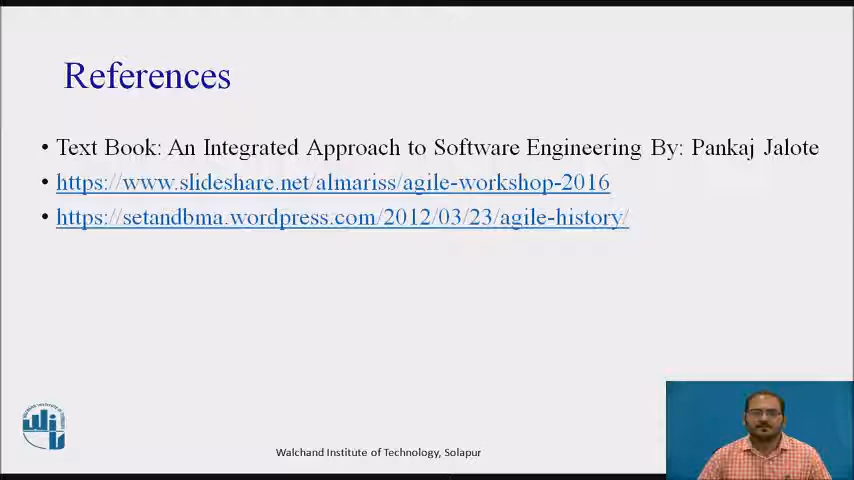 References
• Text Book: An Integrated Approach to Software Engineering By: Pankaj Jalote
• https://www.slideshare.net/almariss/agile-workshop-2016
• https://setandbma.wordpress.com/2012/03/23/agile-history/
Walchand Institute of Technology, Solapur